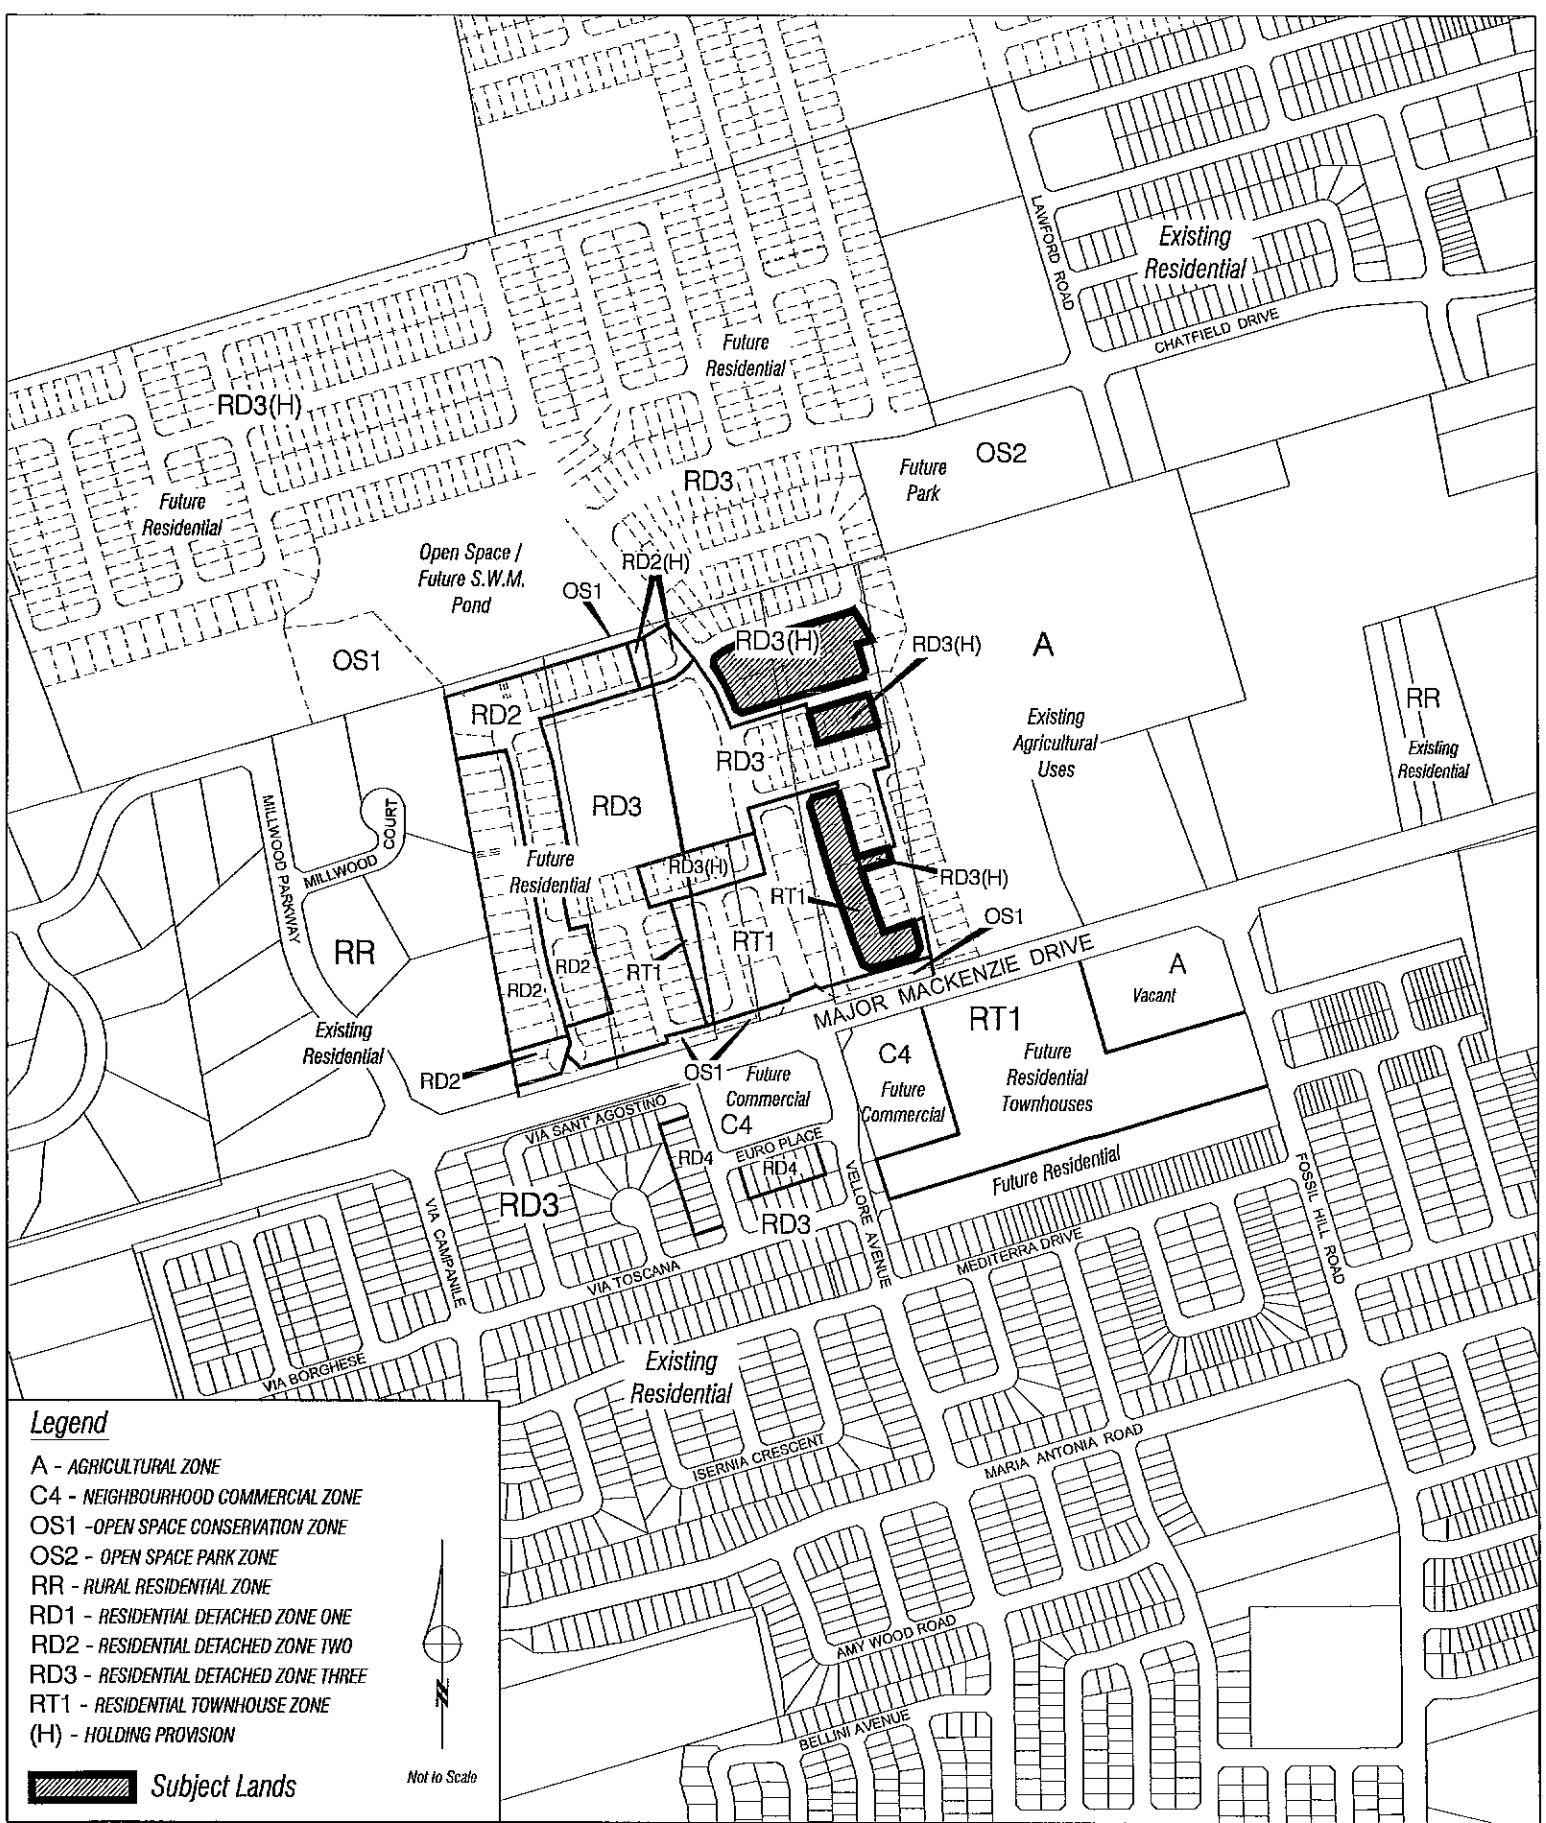 LAWFORD ROAD
Existing
Residential
CHATFIELD DRIVE
Future
Residential
RD3(H)
OS2
Future
Park
RD3
Future
Residential
Open Space /
Future S.W.M.
Pond
RD2(H)
OS1
OS1
RD3(H)
RD3(H)
A
RR
RD2
Existing
Agricultural
Uses
Existing
Residential
RD3
RD3
MILLWOOD PARKWAY
MILLWOOD COURT
Future
Residential
RD3(H)
RD3(H)
RT1
OS1
RR
RT1
RD2
RT1
RD2
MAJOR MACKENZIE DRIVE
A
Vacant
RT1
Existing
Residential
C4
Future
Residential
Townhouses
RD2
OS1
Future
Commercial
Future
Commercial
VIA SANT' AGOSTINO
C4
EURO PLACE
RD4
RD4
Future Residential
VELLORE AVENUE
FOSSIL HILL ROAD
RD3
RD3
VIA CAMPANILE
MEDITERRA DRIVE
VIA TOSCANA
VIA BORGHESE
Existing
Residential
ISERNIA CRESCENT
MARIA ANTONIA ROAD
AMY WOOD ROAD
BELLINI AVENUE
Legend
A - AGRICULTURAL ZONE
C4 - NEIGHBOURHOOD COMMERCIAL ZONE
OS1 -OPEN SPACE CONSERVATION ZONE
OS2 - OPEN SPACE PARK ZONE
RR - RURAL RESIDENTIAL ZONE
RD1 - RESIDENTIAL DETACHED ZONE ONE
RD2 - RESIDENTIAL DETACHED ZONE TWO
RD3 - RESIDENTIAL DETACHED ZONE THREE
RT1 - RESIDENTIAL TOWNHOUSE ZONE
(H) - HOLDING PROVISION
N
Not to Scale
Subject Lands